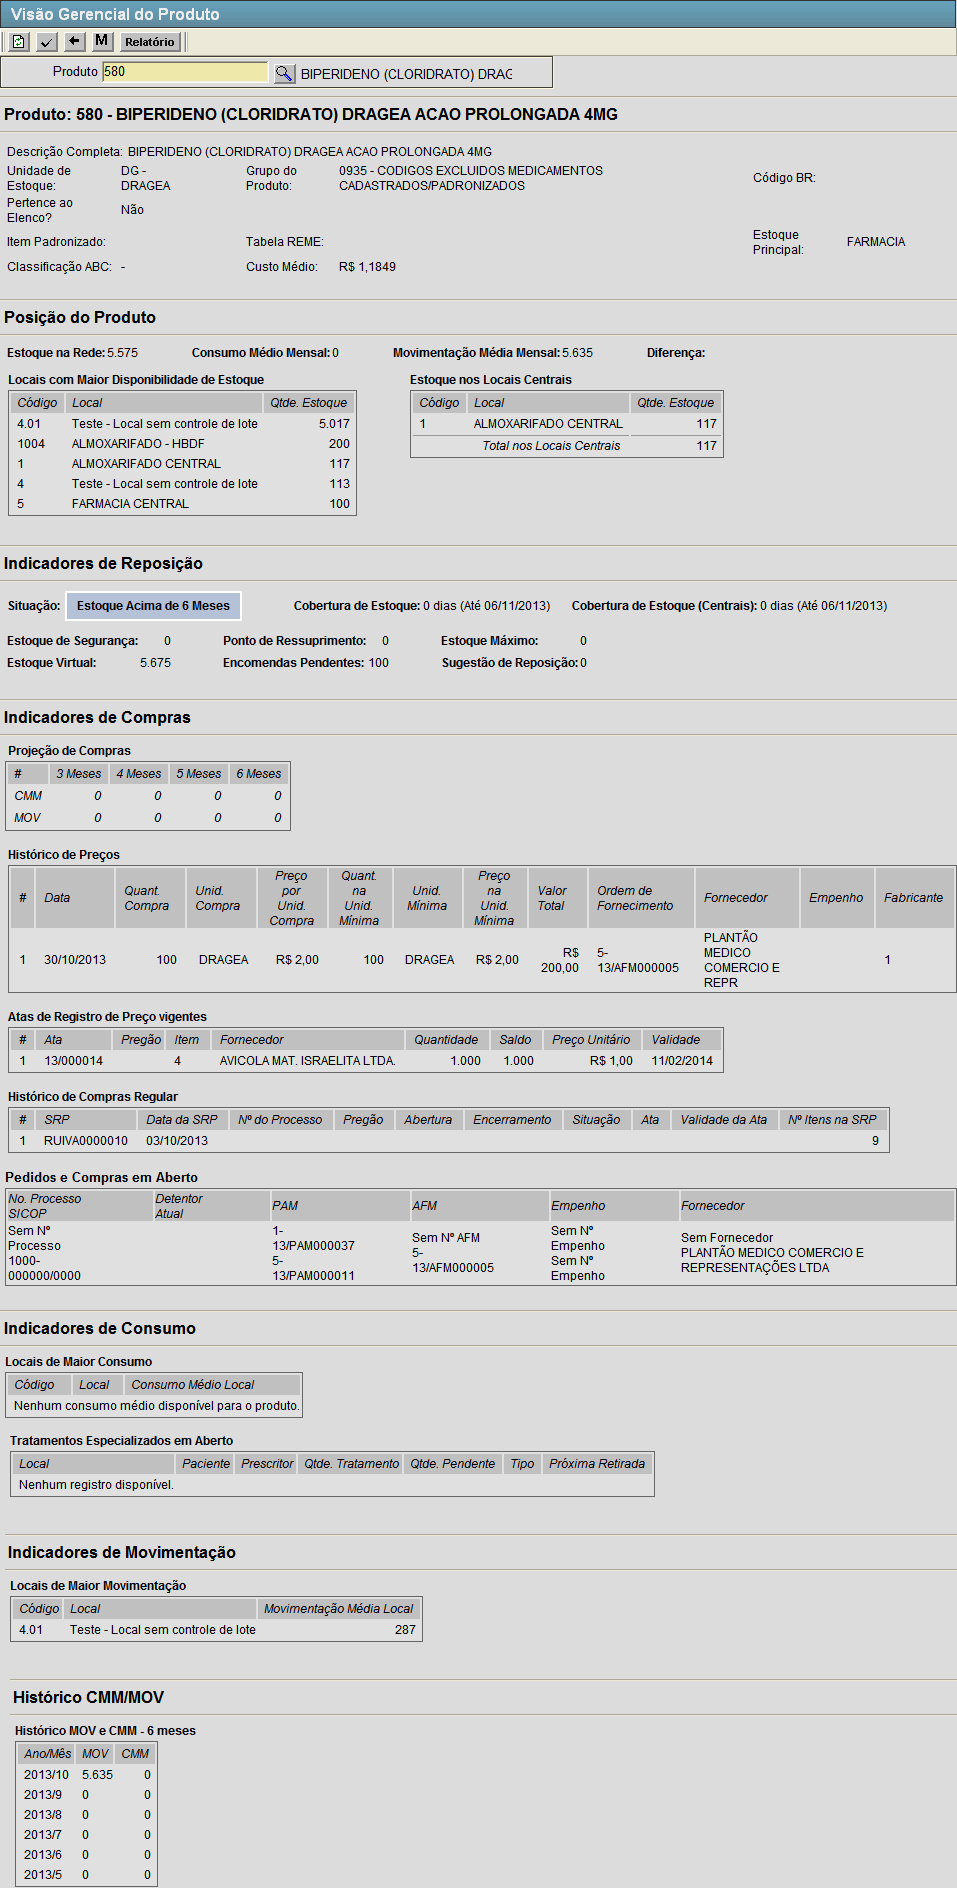 Visão Gerencial do Produto
M Relatório
Produto 580 BIPERIDENO (CLORIDRATO) DRAG
Produto: 580 - BIPERIDENO (CLORIDRATO) DRAGEA ACAO PROLONGADA 4MG
Descrição Completa: BIPERIDENO (CLORIDRATO) DRAGEA ACAO PROLONGADA 4MG
Unidade de Estoque: DG - DRAGEA Grupo do Produto: 0935 - CODIGOS EXCLUIDOS MEDICAMENTOS CADASTRADOS/PADRONIZADOS Código BR:
Pertence ao Elenco? Não
Item Padronizado: Tabela REME: Estoque Principal: FARMACIA
Classificação ABC: - Custo Médio: R$ 1,1849
Posição do Produto
Estoque na Rede: 5.575 Consumo Médio Mensal: 0 Movimentação Média Mensal: 5.635 Diferença:
Locais com Maior Disponibilidade de Estoque
Código Local Qtde. Estoque
4.01 Teste - Local sem controle de lote 5.017
1004 ALMOXARIFADO - HBDF 200
1 ALMOXARIFADO CENTRAL 117
4 Teste - Local sem controle de lote 113
5 FARMACIA CENTRAL 100
Estoque nos Locais Centrais
Código Local Qtde. Estoque
1 ALMOXARIFADO CENTRAL 117
Total nos Locais Centrais 117
Indicadores de Reposição
Situação: Estoque Acima de 6 Meses Cobertura de Estoque: 0 dias (Até 06/11/2013) Cobertura de Estoque (Centrais): 0 dias (Até 06/11/2013)
Estoque de Segurança: 0 Ponto de Ressuprimento: 0 Estoque Máximo: 0
Estoque Virtual: 5.675 Encomendas Pendentes: 100 Sugestão de Reposição: 0
Indicadores de Compras
Projeção de Compras
# 3 Meses 4 Meses 5 Meses 6 Meses
CMM 0 0 0 0
MOV 0 0 0 0
Histórico de Preços
# Data Quant. Compra Unid. Compra Preço por Unid. Compra Quant. na Unid. Mínima Unid. Mínima Preço na Unid. Mínima Valor Total Ordem de Fornecimento Fornecedor Empenho Fabricante
1 30/10/2013 100 DRAGEA R$ 2,00 100 DRAGEA R$ 2,00 R$ 200,00 5-13/AFM000005 PLANTÃO MEDICO COMERCIO E REPR 1
Atas de Registro de Preço vigentes
# Ata Pregão Item Fornecedor Quantidade Saldo Preço Unitário Validade
1 13/000014 4 AVICOLA MAT. ISRAELITA LTDA. 1.000 1.000 R$ 1,00 11/02/2014
Histórico de Compras Regular
# SRP Data da SRP Nº do Processo Pregão Abertura Encerramento Situação Ata Validade da Ata Nº Itens na SRP
1 RUIVA0000010 03/10/2013 9
Pedidos e Compras em Aberto
No. Processo SICOP Detentor Atual PAM AFM Empenho Fornecedor
Sem Nº Processo 1-13/PAM000037 Sem Nº AFM Sem Nº Empenho Sem Fornecedor
1000-000000/0000 5-13/PAM000011 5-13/AFM000005 Sem Nº Empenho PLANTÃO MEDICO COMERCIO E REPRESENTAÇÕES LTDA
Indicadores de Consumo
Locais de Maior Consumo
Código Local Consumo Médio Local
Nenhum consumo médio disponível para o produto.
Tratamentos Especializados em Aberto
Local Paciente Prescritor Qtde. Tratamento Qtde. Pendente Tipo Próxima Retirada
Nenhum registro disponível.
Indicadores de Movimentação
Locais de Maior Movimentação
Código Local Movimentação Média Local
4.01 Teste - Local sem controle de lote 287
Histórico CMM/MOV
Histórico MOV e CMM - 6 meses
Ano/Mês MOV CMM
2013/10 5.635 0
2013/9 0 0
2013/8 0 0
2013/7 0 0
2013/6 0 0
2013/5 0 0